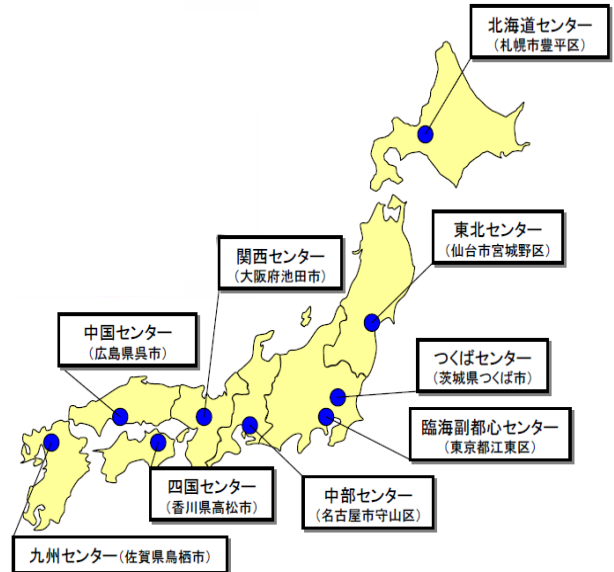 北海道センター
（札幌市豊平区）
東北センター
（仙台市宮城野区）
関西センター
（大阪府池田市）
中国センター
（広島県呉市）
つくばセンター
（茨城県つくば市）
臨海副都心センター
（東京都江東区）
四国センター
（香川県高松市）
中部センター
（名古屋市守山区）
九州センター（佐賀県鳥栖市）